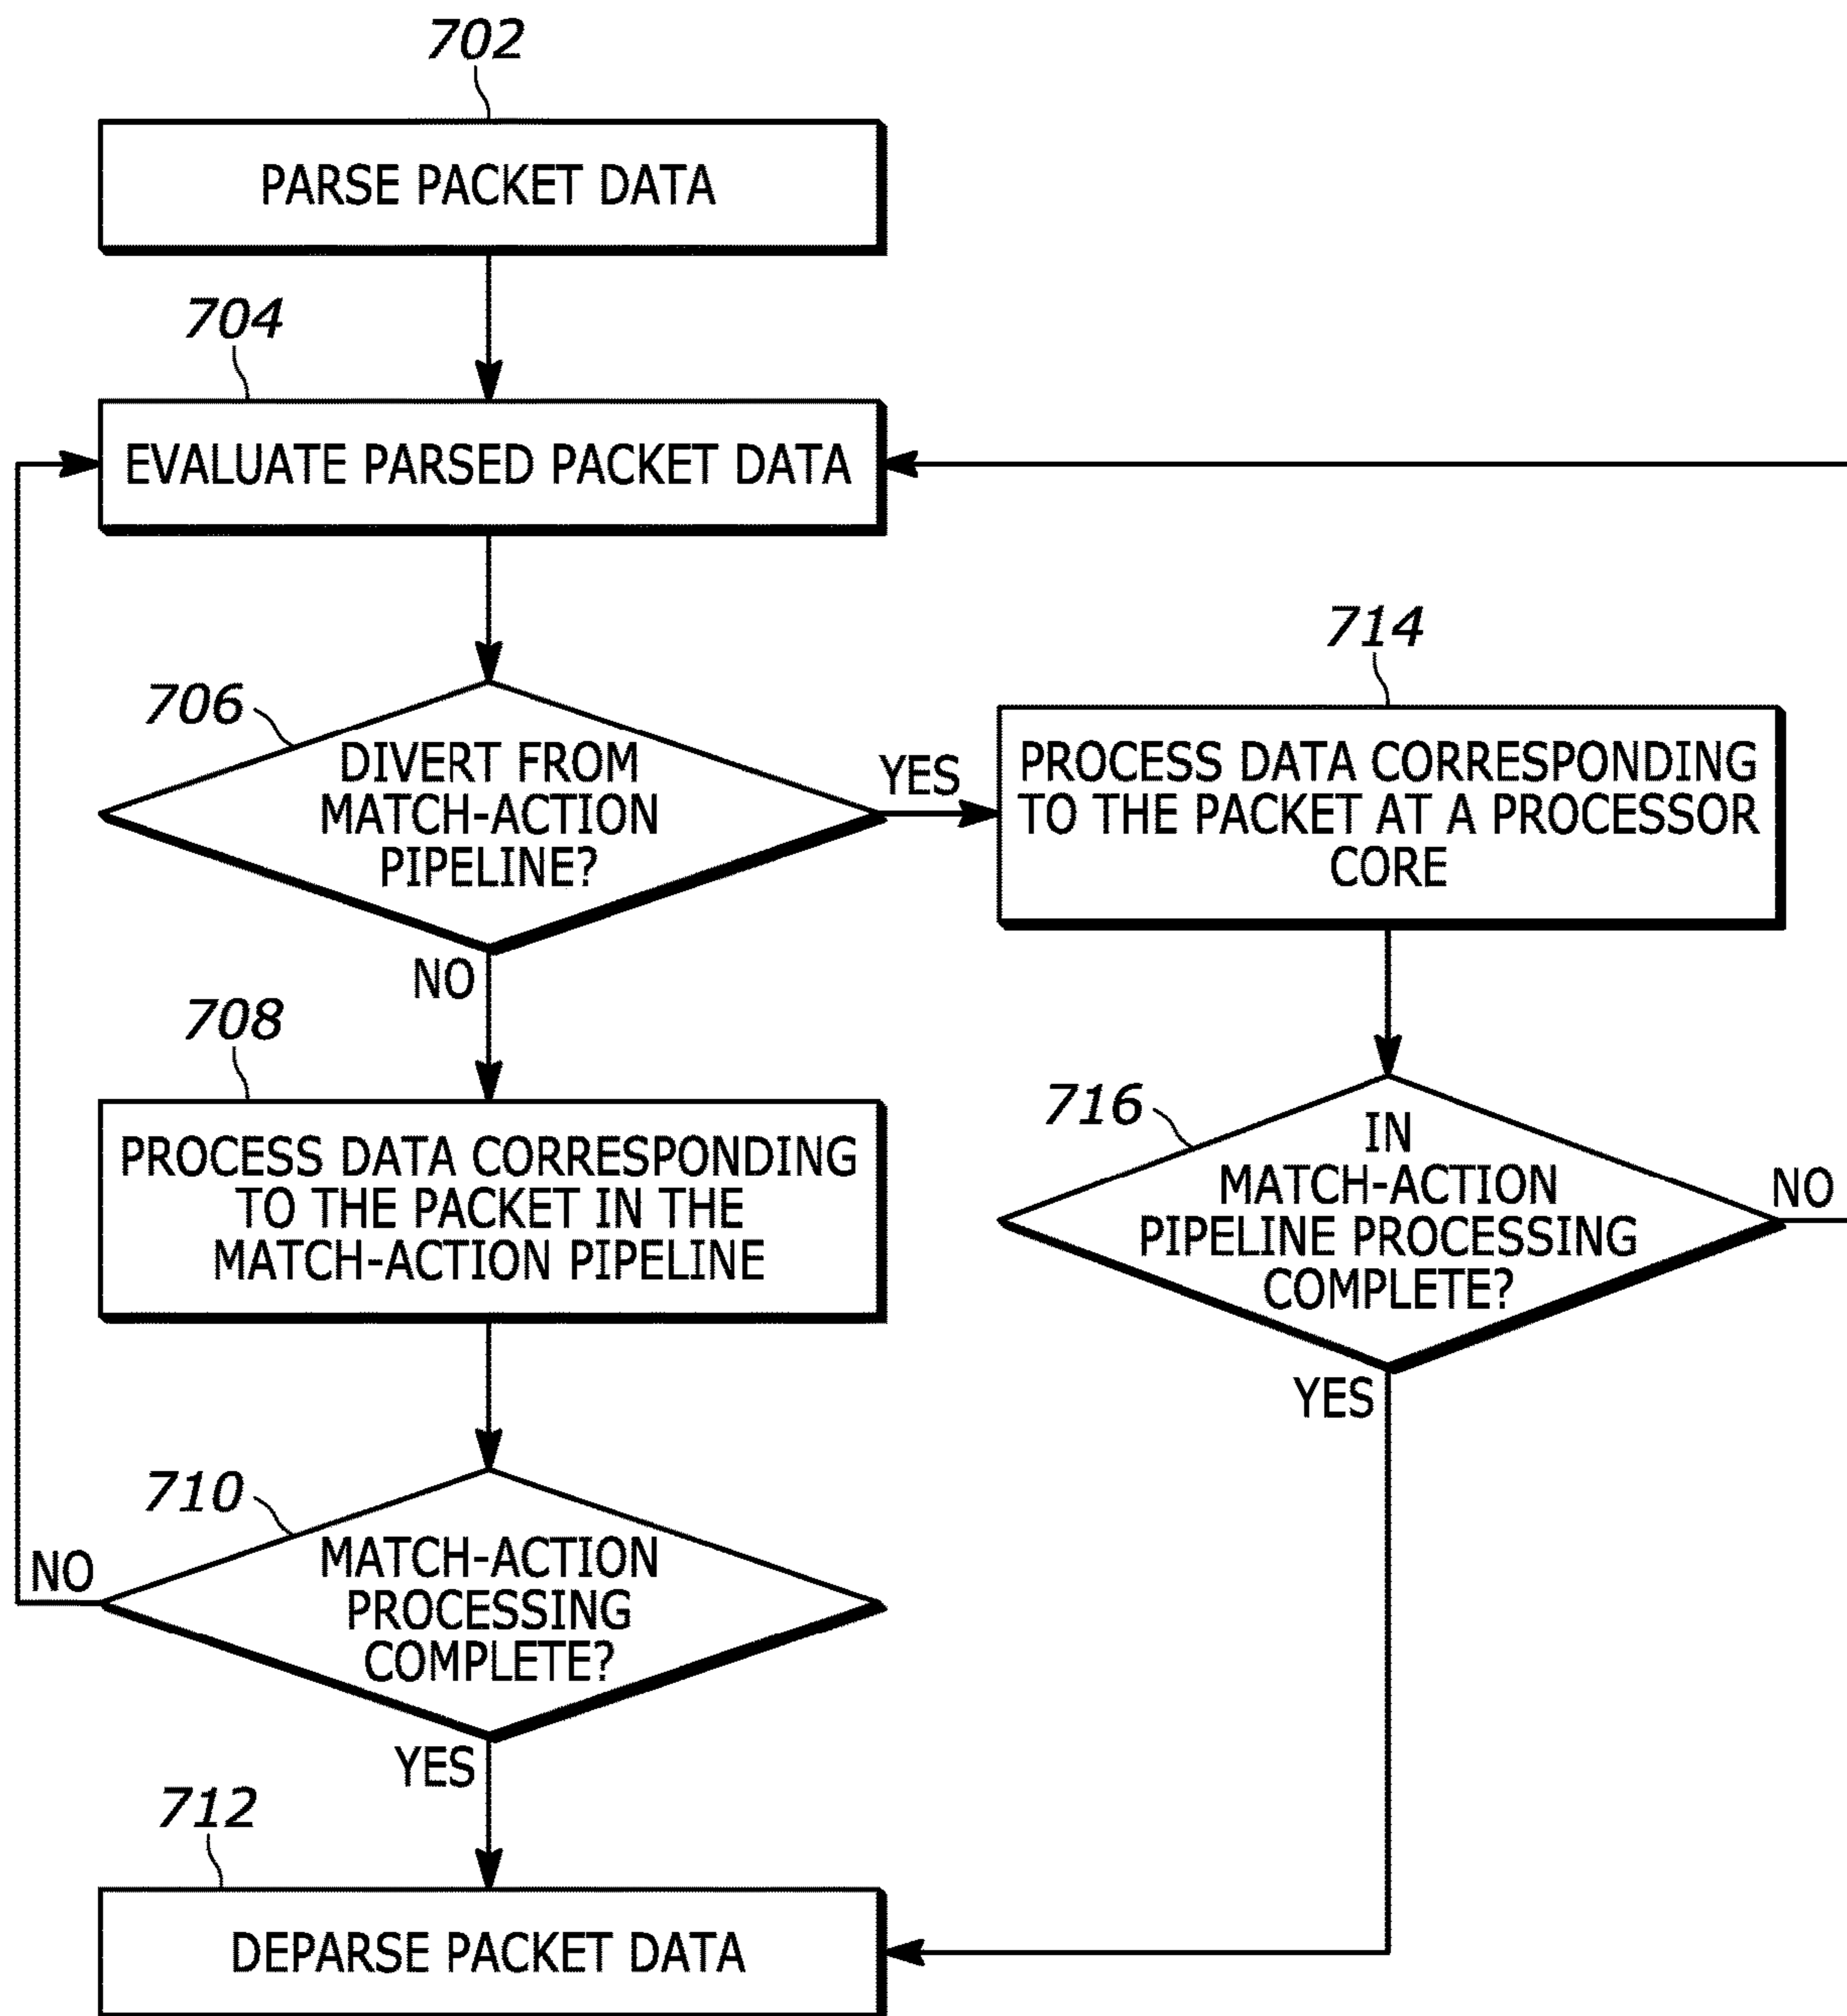 702
PARSE PACKET DATA
704
EVALUATE PARSED PACKET DATA
706
DIVERT FROM
MATCH-ACTION
PIPELINE?
YES
NO
714
PROCESS DATA CORRESPONDING
TO THE PACKET AT A PROCESSOR
CORE
708
PROCESS DATA CORRESPONDING
TO THE PACKET IN THE
MATCH-ACTION PIPELINE
716
IN
MATCH-ACTION
PIPELINE PROCESSING
COMPLETE?
NO
YES
710
MATCH-ACTION
PROCESSING
COMPLETE?
NO
YES
712
DEPARSE PACKET DATA